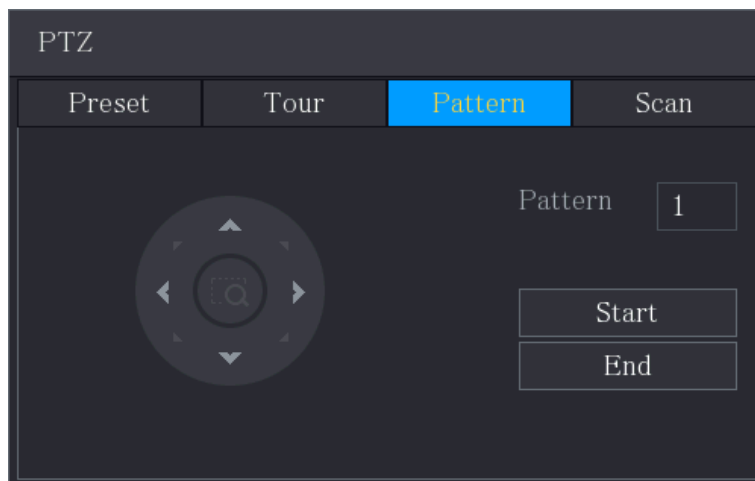 PTZ
Preset Tour Pattern Scan
Pattern 1
Start
End